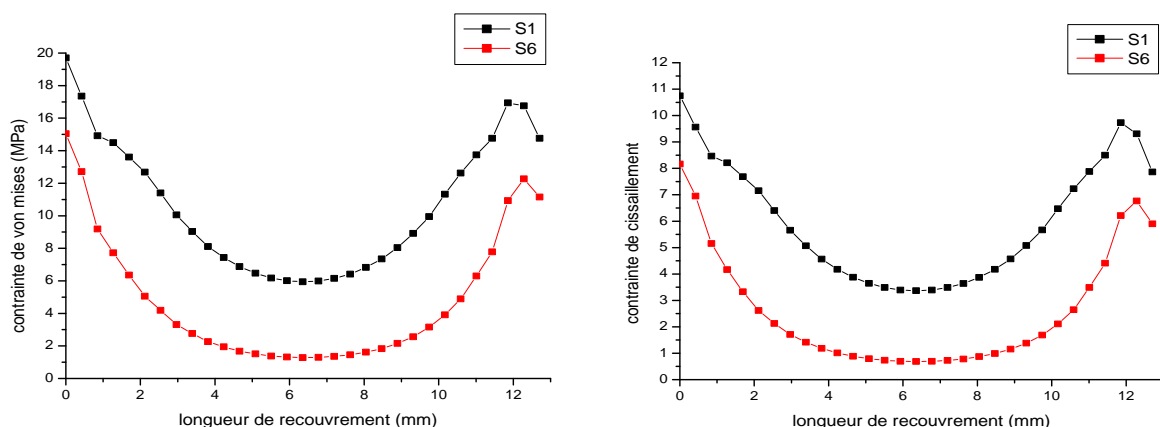 S1
S6
contrainte de von mises (MPa)
20
18
16
14
12
10
8
6
4
2
0
0 2 4 6 8 10 12
longueur de recouvrement (mm)
S1
S6
contrainte de cissaillement
12
11
10
9
8
7
6
5
4
3
2
1
0
0 2 4 6 8 10 12
longueur de recouvrement (mm)